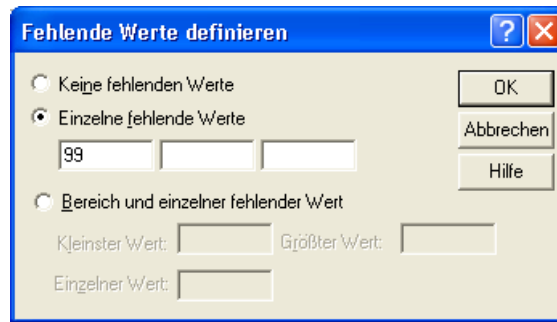 Fehlende Werte definieren
Keine fehlenden Werte
OK
Einzelne fehlende Werte
Abbrechen
99
Hilfe
Bereich und einzelner fehlender Wert
Kleinster Wert: Größter Wert:
Einzelner Wert: